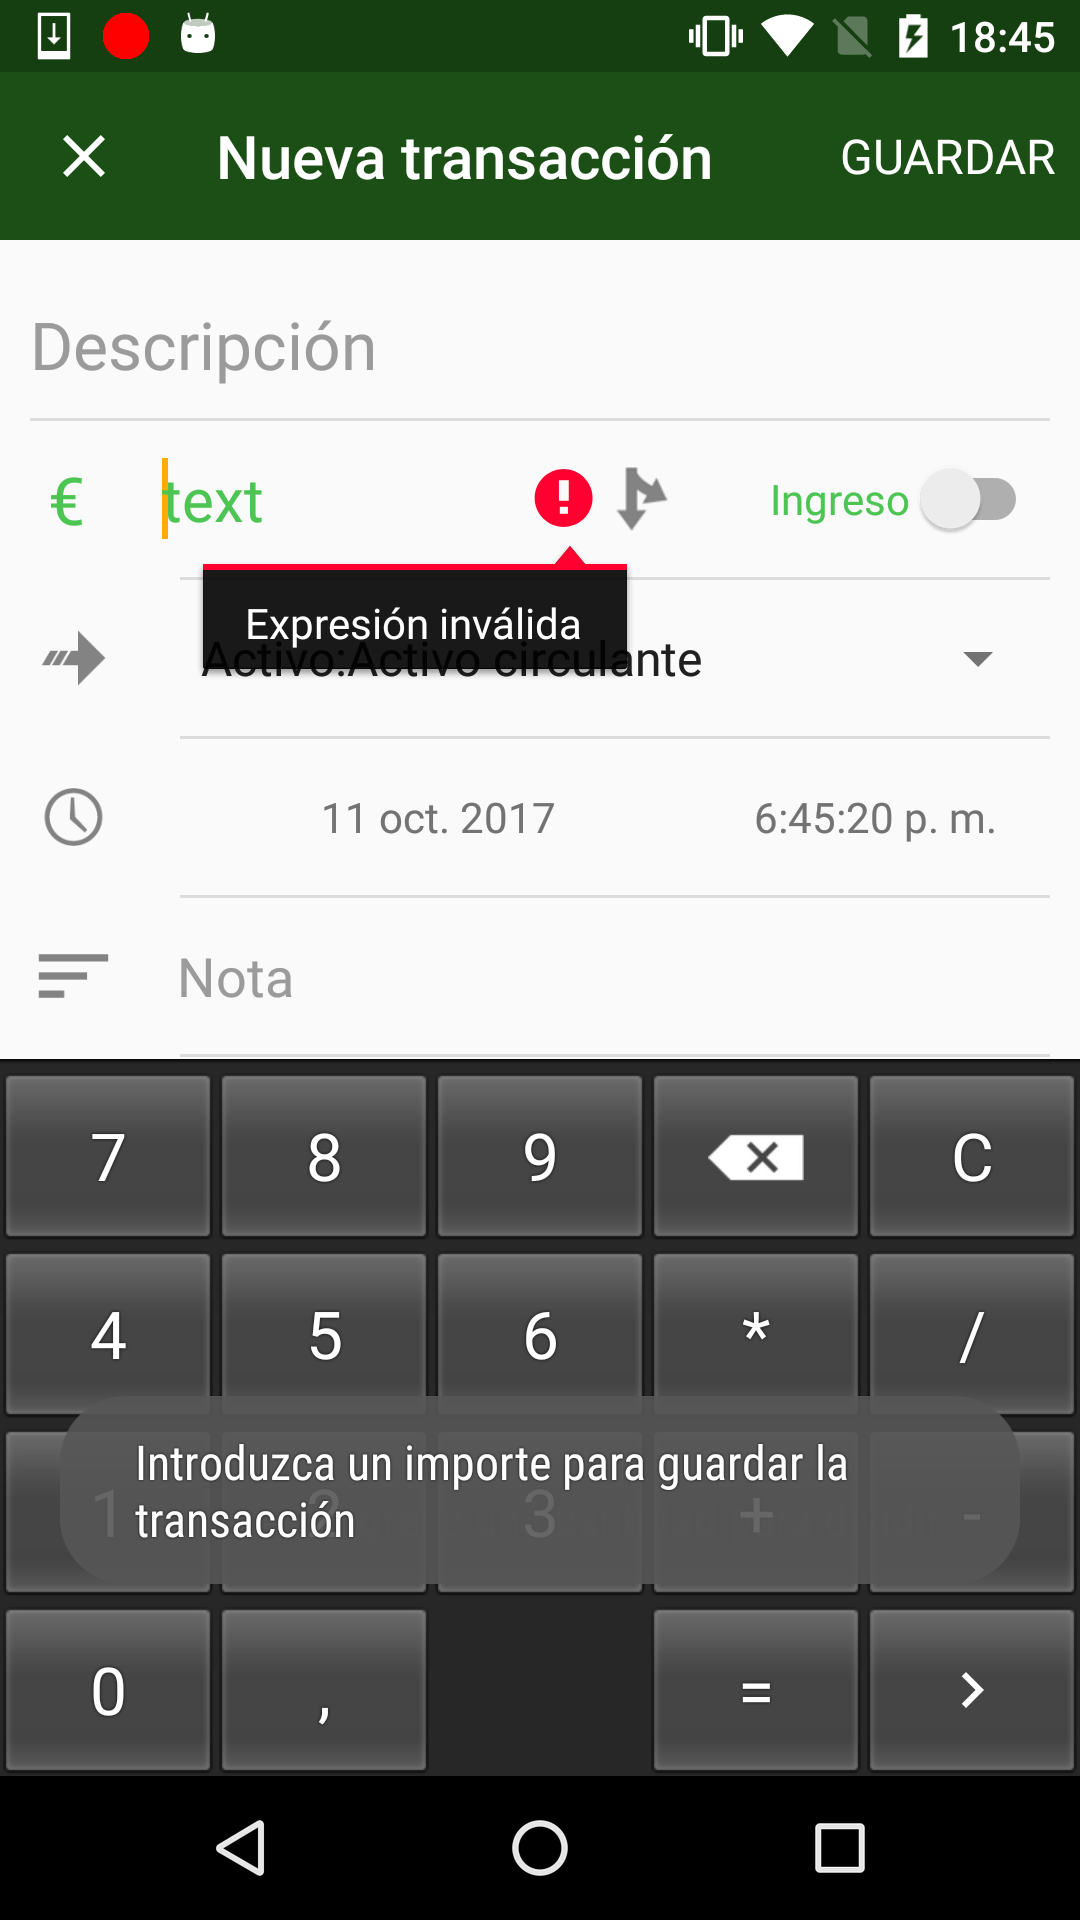 18:45
Nueva transacción
GUARDAR
Descripción
€ text Ingreso
Expresión inválida
Activo:Activo circulante
11 oct. 2017 6:45:20 p. m.
Nota
7 8 9 C
4 5 6 * /
1 2 3 + -
Introduzca un importe para guardar la
transacción
0 , = >